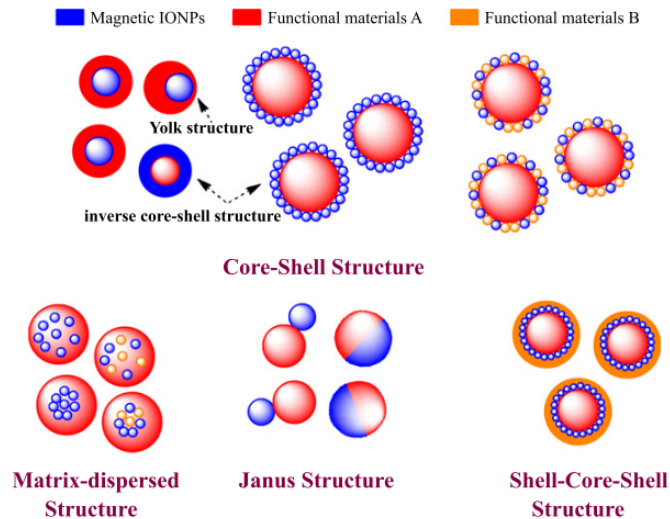 Magnetic IONPs
Functional materials A
Functional materials B
Yolk structure
inverse core-shell structure
Core-Shell Structure
Matrix-dispersed
Structure
Janus Structure
Shell-Core-Shell
Structure